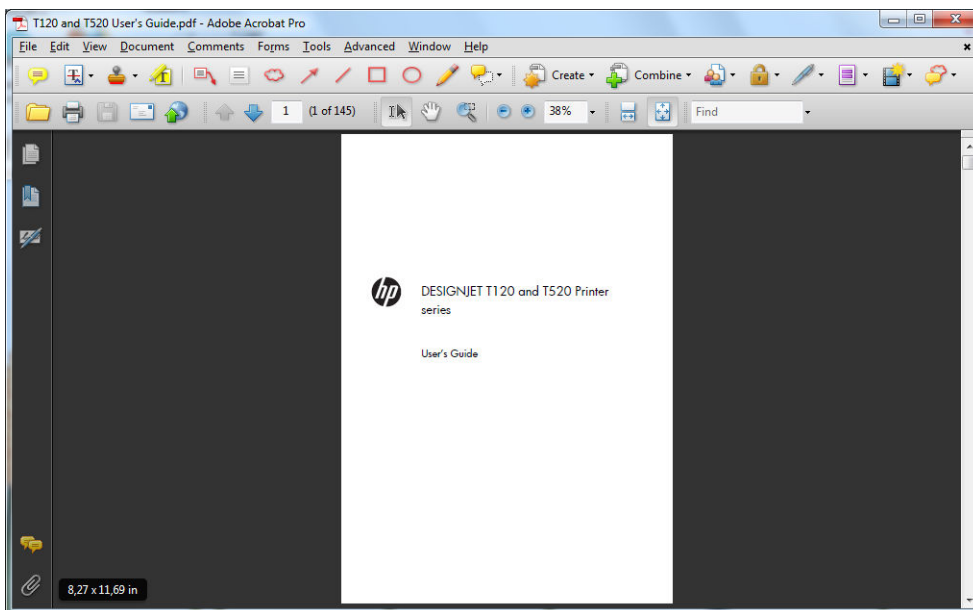 T120 and T520 User's Guide.pdf - Adobe Acrobat Pro
File Edit View Document Comments Forms Tools Advanced Window Help
Create Combine
1 (1 of 145) 38% Find
hp
DESIGNJET T120 and T520 Printer
series
User's Guide
8,27 x 11,69 in